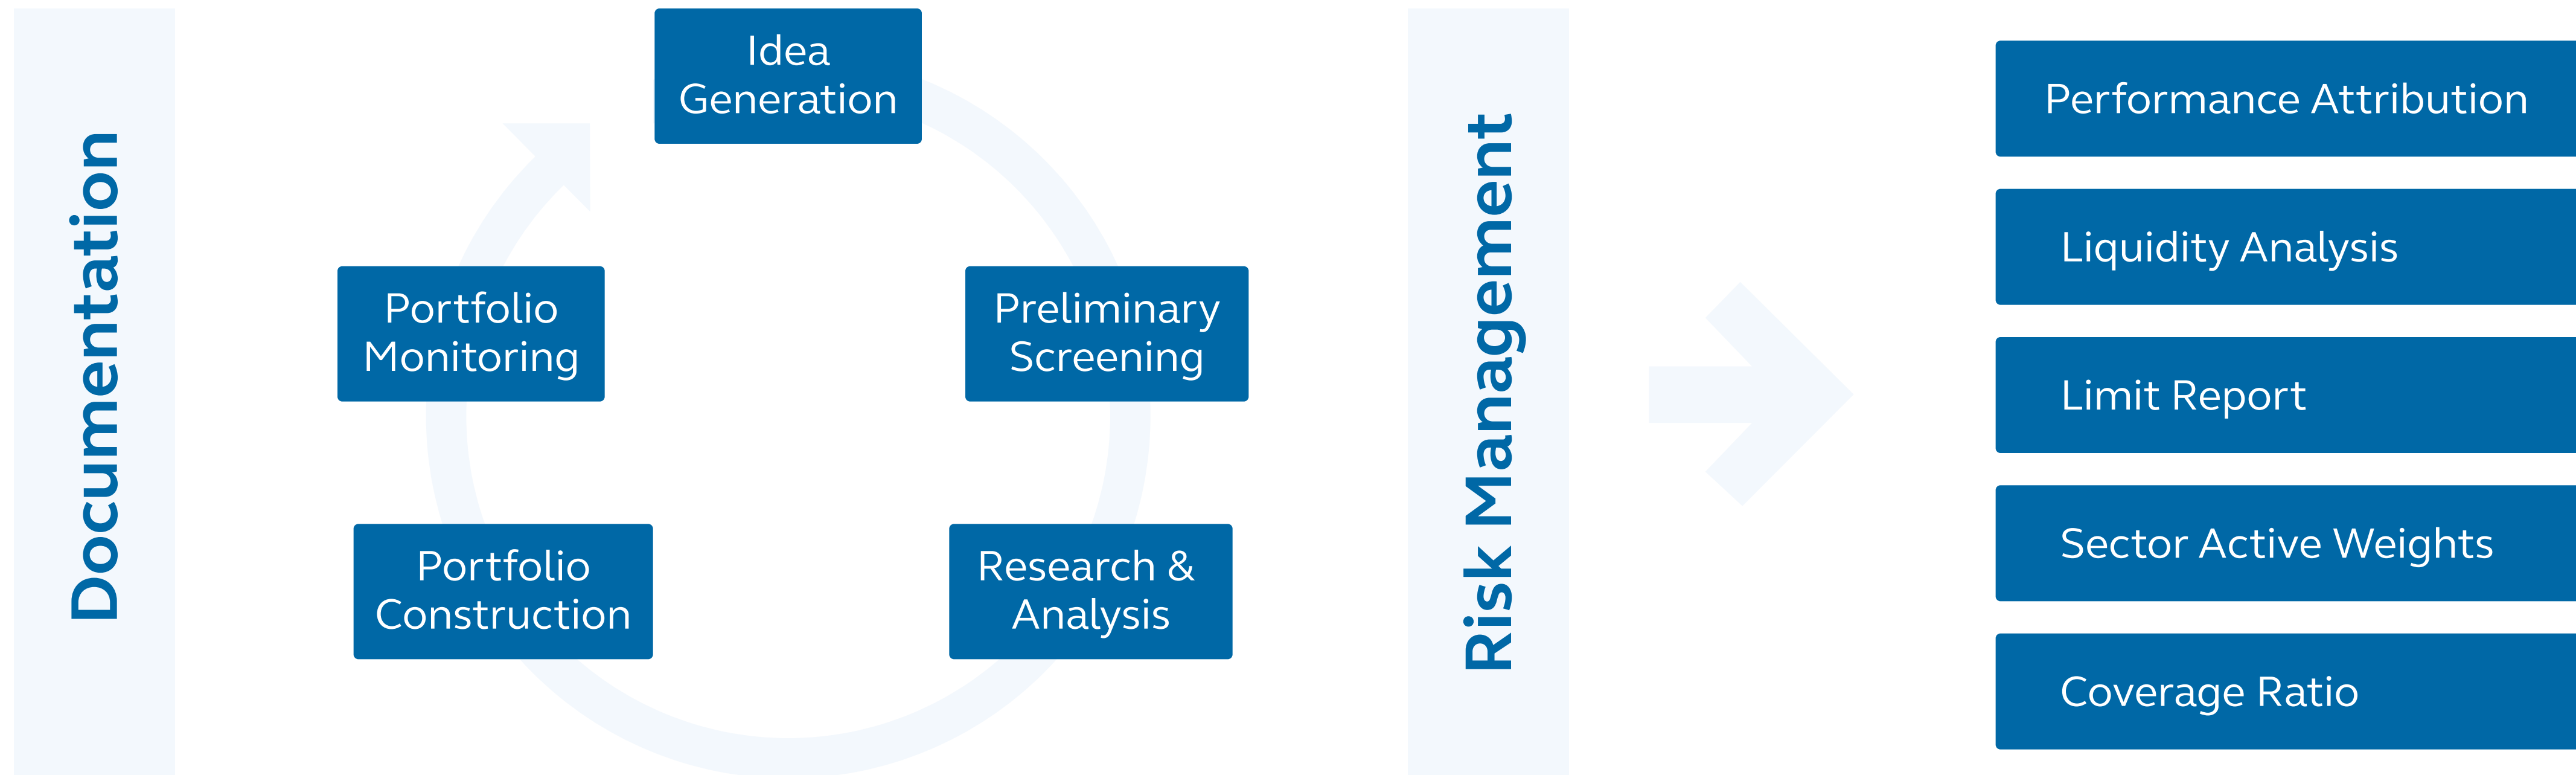 Documentation
Idea
Generation
Preliminary
Screening
Research &
Analysis
Portfolio
Construction
Portfolio
Monitoring
Risk Management
Performance Attribution
Liquidity Analysis
Limit Report
Sector Active Weights
Coverage Ratio